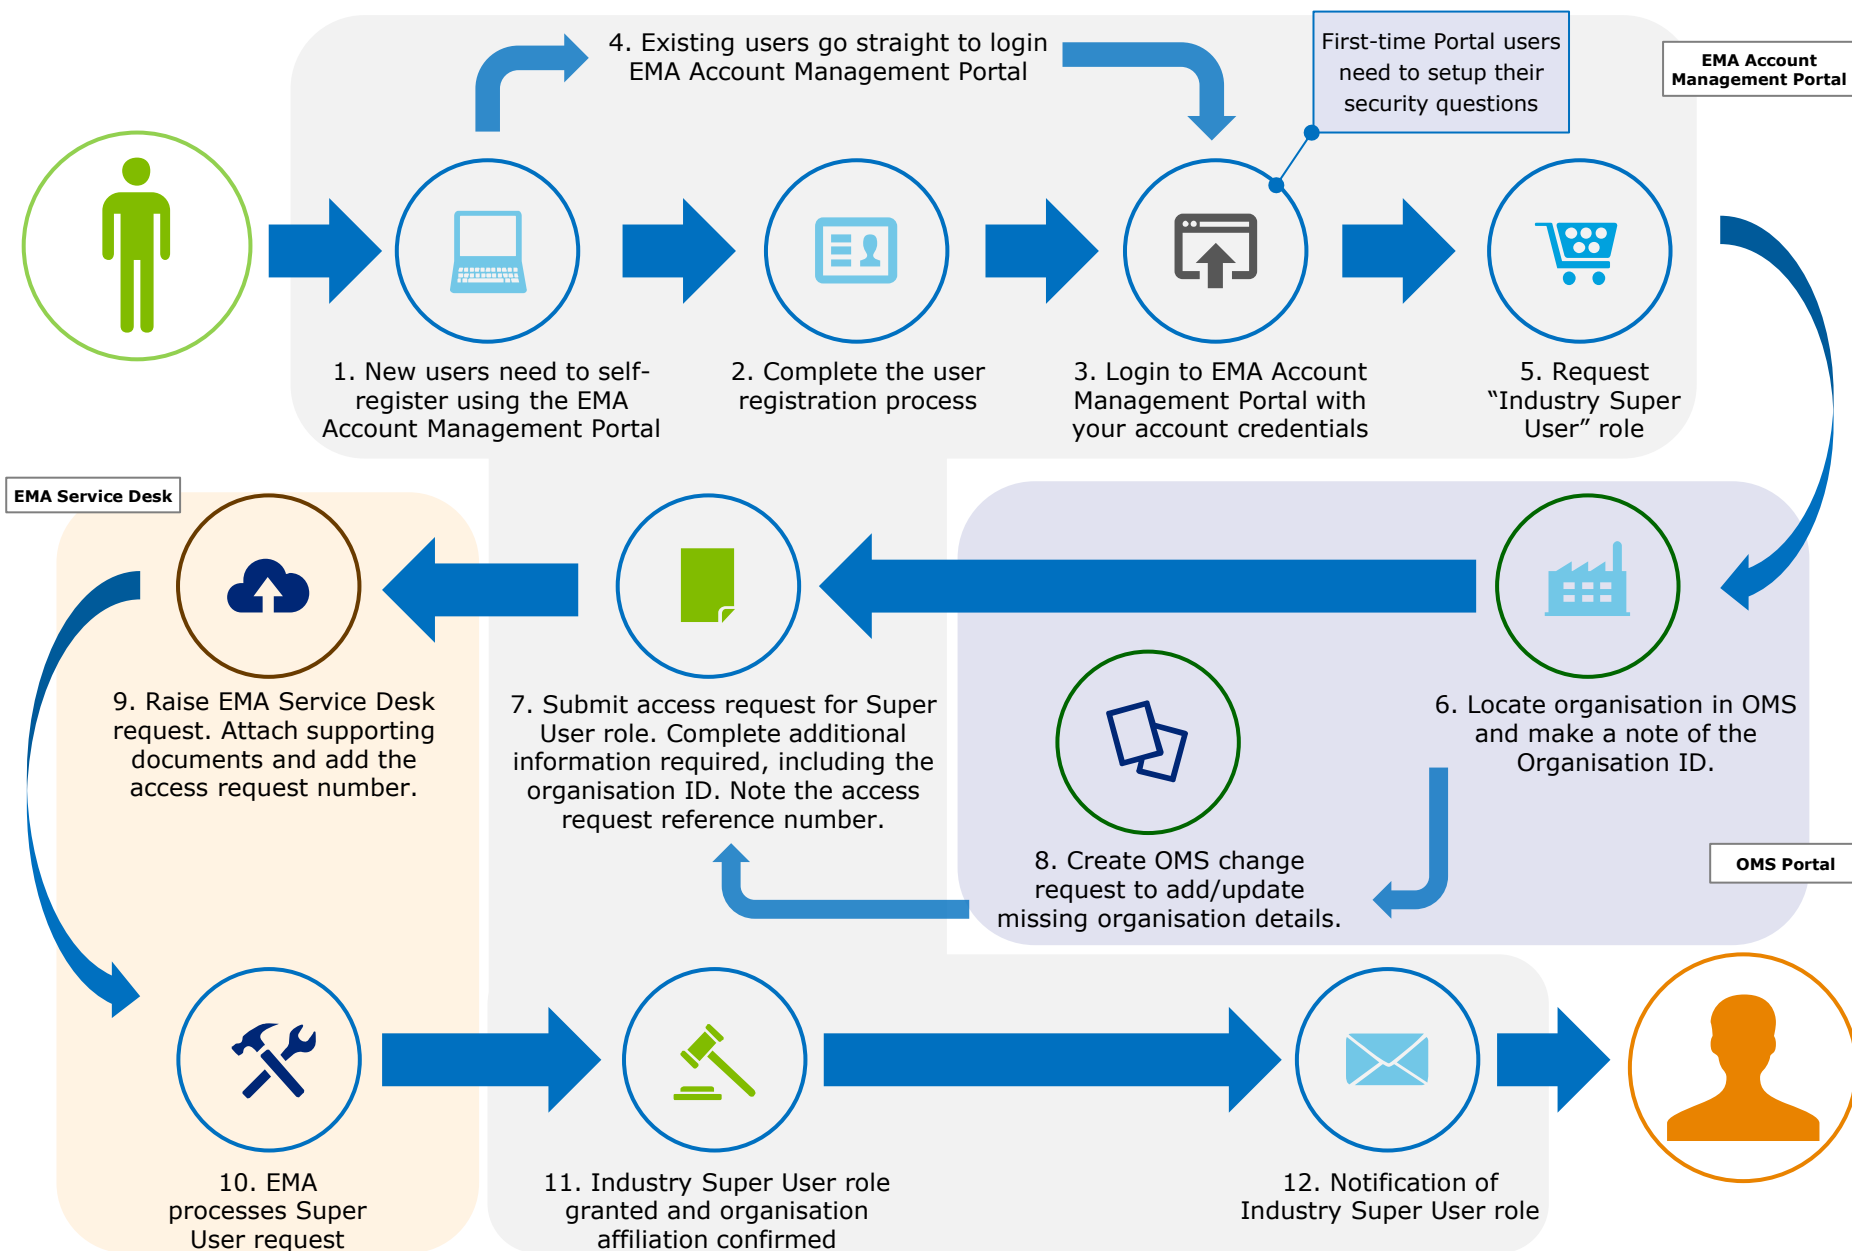 4. Existing users go straight to login
EMA Account Management Portal
First-time Portal users
need to setup their
security questions
EMA Account
Management Portal
1. New users need to self-
register using the EMA
Account Management Portal
2. Complete the user
registration process
3. Login to EMA Account
Management Portal with
your account credentials
5. Request
“Industry Super
User” role
EMA Service Desk
9. Raise EMA Service Desk
request. Attach supporting
documents and add the
access request number.
7. Submit access request for Super
User role. Complete additional
information required, including the
organisation ID. Note the access
request reference number.
6. Locate organisation in OMS
and make a note of the
Organisation ID.
8. Create OMS change
request to add/update
missing organisation details.
OMS Portal
10. EMA
processes Super
User request
11. Industry Super User role
granted and organisation
affiliation confirmed
12. Notification of
Industry Super User role